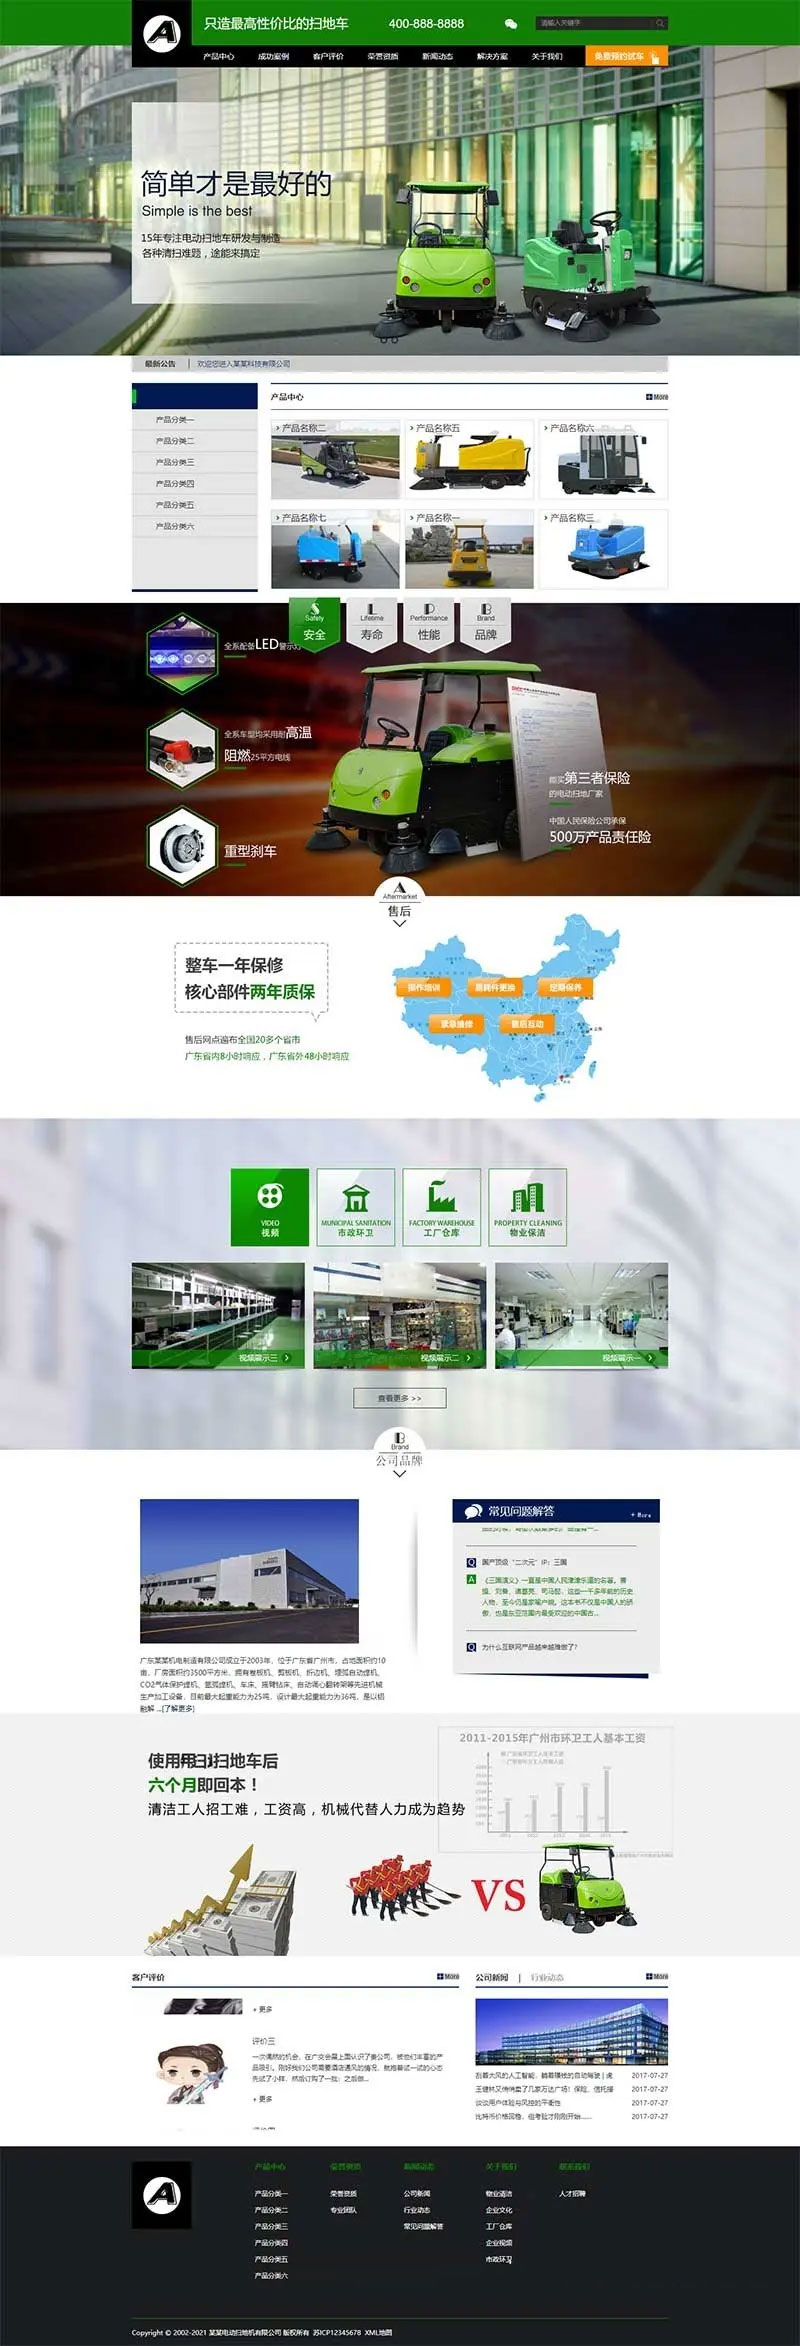 A
只造最高性价比的扫地车
400-888-8888
请输入关键字
产品中心 成功案例 客户评价 荣誉资质 新闻动态 解决方案 关于我们 免费预约试车
简单才是最好的
Simple is the best
15年专注电动扫地车研发与制造
各种清扫难题，途能来搞定
最新公告 欢迎您进入某某科技有限公司
产品分类一
产品分类二
产品分类三
产品分类四
产品分类五
产品分类六
产品中心 More
产品名称二 产品名称五 产品名称六
产品名称七 产品名称一 产品名称三
S L P B
Safety Lifetime Performance Brand
安全 寿命 性能 品牌
全系配备LED警示灯
全系车型均采用耐高温
阻燃25平方电线
重型刹车
能买第三者保险
的电动扫地厂家
中国人民保险公司承保
500万产品责任险
A
Aftermarket
售后
整车一年保修
核心部件两年质保
售后网点遍布全国20多个省市
广东省内8小时响应，广东省外48小时响应
操作培训 易耗件更换 定期保养
紧急维修 售后互动
VIDEO MUNICIPAL SANITATION FACTORY WAREHOUSE PROPERTY CLEANING
视频 市政环卫 工厂仓库 物业保洁
视频展示三 视频展示二 视频展示一
查看更多 >>
B
Brand
公司品牌
广东某某机电制造有限公司成立于2003年，位于广东省广州市，占地面积约10
亩，厂房面积约3500平方米，拥有卷板机、剪板机、折边机、埋弧自动焊机、
CO2气体保护焊机、氩弧焊机、车床、摇臂钻床、自动滴心翻转架等先进机械
生产加工设备，目前最大起重能力为25吨，设计最大起重能力为36吨，是以铝
融解 ...[了解更多]
常见问题解答 + More
Q 国产顶级“二次元”IP：三国
A 《三国演义》一直是中国人民津津乐道的名著。曹
操、刘备、诸葛亮、司马懿，这些一千多年前的历史
人物，至今仍是家喻户晓。这本书不仅是中国人的骄
傲，也是东亚范围内最受欢迎的中国古...
Q 为什么互联网产品越来越难做了？
扫地车后
六个月即回本！
清洁工人招工难，工资高，机械代替人力成为趋势
2011-2015年广州市环卫工人基本工资
2011 2012 2013 2014 2015
VS
客户评价 More
+ 更多
评价三
一次偶然的机会，在广交会展上面认识了贵公司，被他们丰富的产
品吸引。刚好我们公司需要酒店通风的情况，就抱着试一试的心态
先试了小样，然后订购了一批；之后做...
+ 更多
公司新闻 | 行业动态 More
刮着大风的人工智能，躺着赚钱的自动驾驶 | 虎 2017-07-27
王健林又悄悄卖了几家万达广场！保险、信托接 2017-07-27
谈谈用户体验与风控的平衡性 2017-07-27
比特币价格回稳，但考验才刚刚开始...... 2017-07-27
A
产品中心 荣誉资质 新闻动态 关于我们 联系我们
产品分类一 荣誉资质 公司新闻 物业清洁 人才招聘
产品分类二 专业团队 行业动态 企业文化
产品分类三 常见问题解答 工厂仓库
产品分类四 企业视频
产品分类五 市政环卫
产品分类六
Copyright © 2002-2021 某某电动扫地机有限公司 版权所有 苏ICP12345678 XML地图